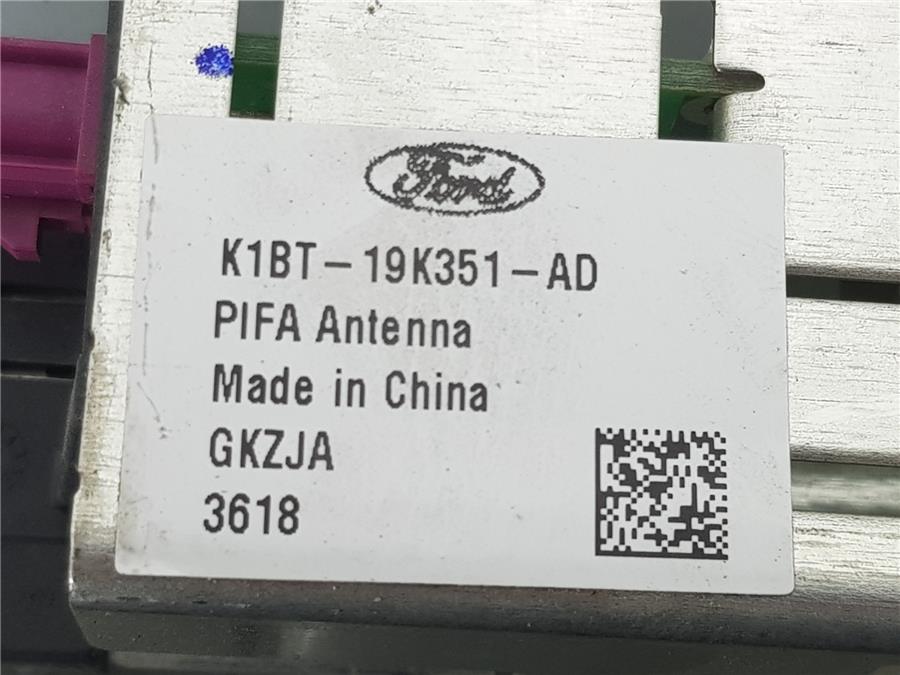 Ford
K1BT-19K351-AD
PIFA Antenna
Made in China
GKZJA
3618